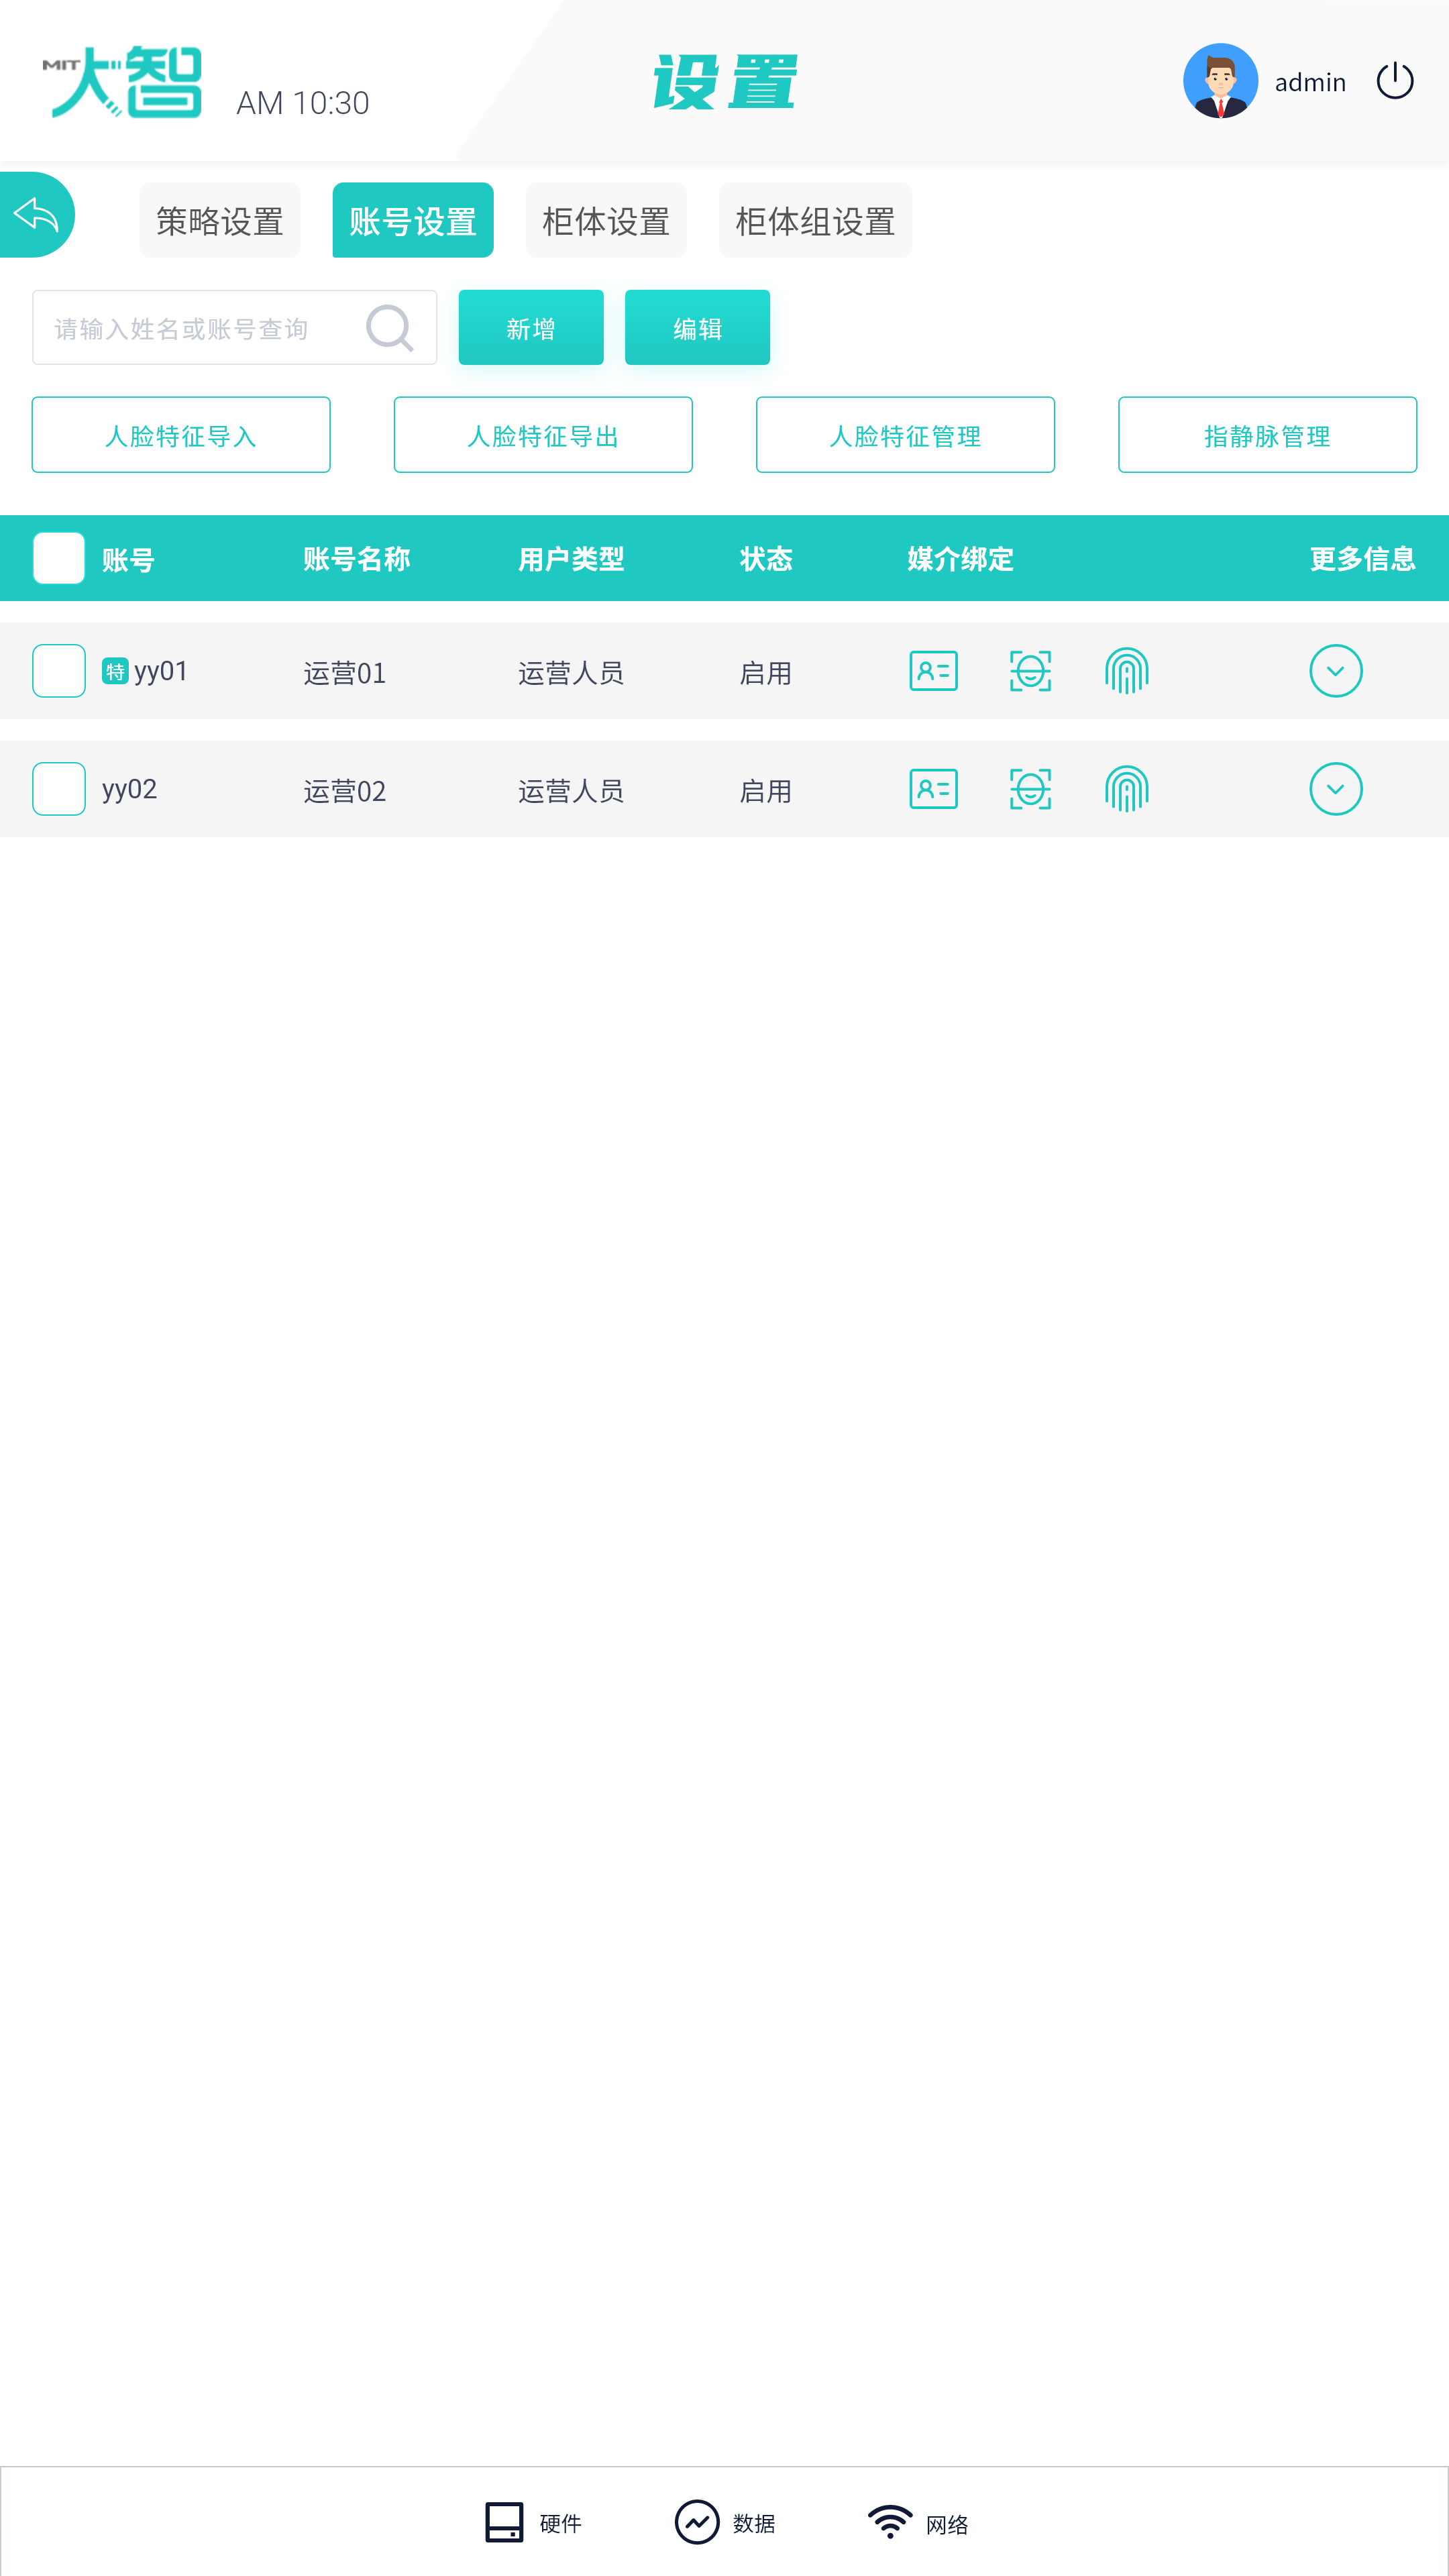 MIT 大智
AM 10:30
设置
admin
策略设置 账号设置 柜体设置 柜体组设置
请输入姓名或账号查询 新增 编辑
人脸特征导入 人脸特征导出 人脸特征管理 指静脉管理
账号 账号名称 用户类型 状态 媒介绑定 更多信息
特 yy01 运营01 运营人员 启用
yy02 运营02 运营人员 启用
硬件 数据 网络